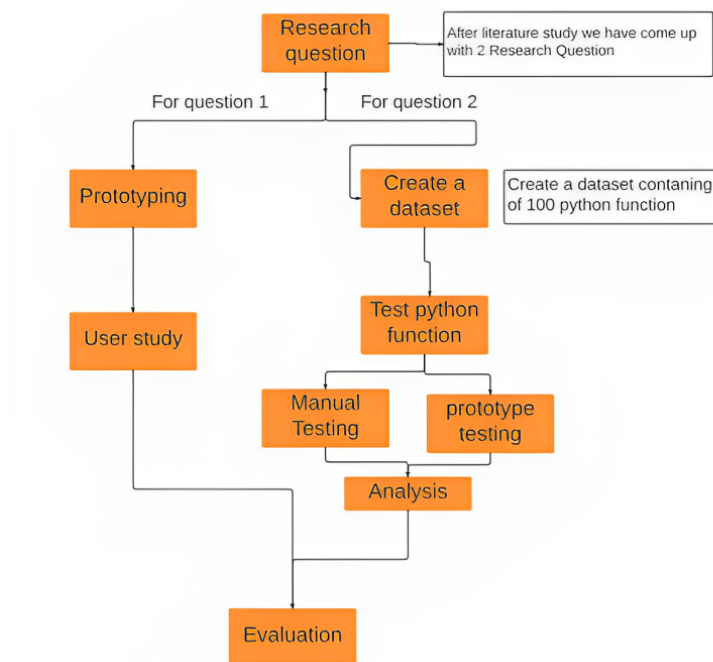 Research
question
After literature study we have come up
with 2 Research Question
For question 1
For question 2
Prototyping
Create a
dataset
Create a dataset contaning
of 100 python function
User study
Test python
function
Manual
Testing
prototype
testing
Analysis
Evaluation